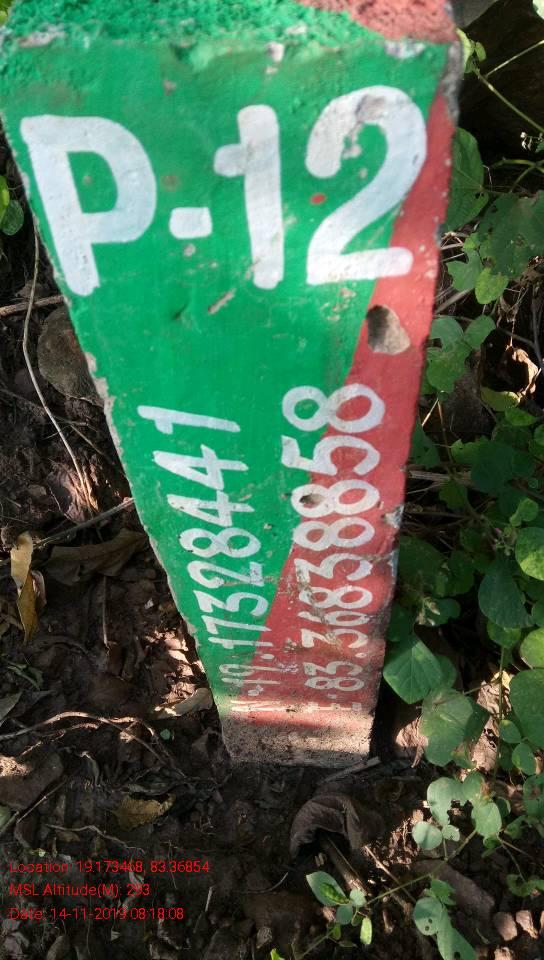 P-12
N-19.17328441
E-83.36838858
Location: 19.173468, 83.36854
MSL Altitude(M): 293
Date: 14-11-2019 08:18:08